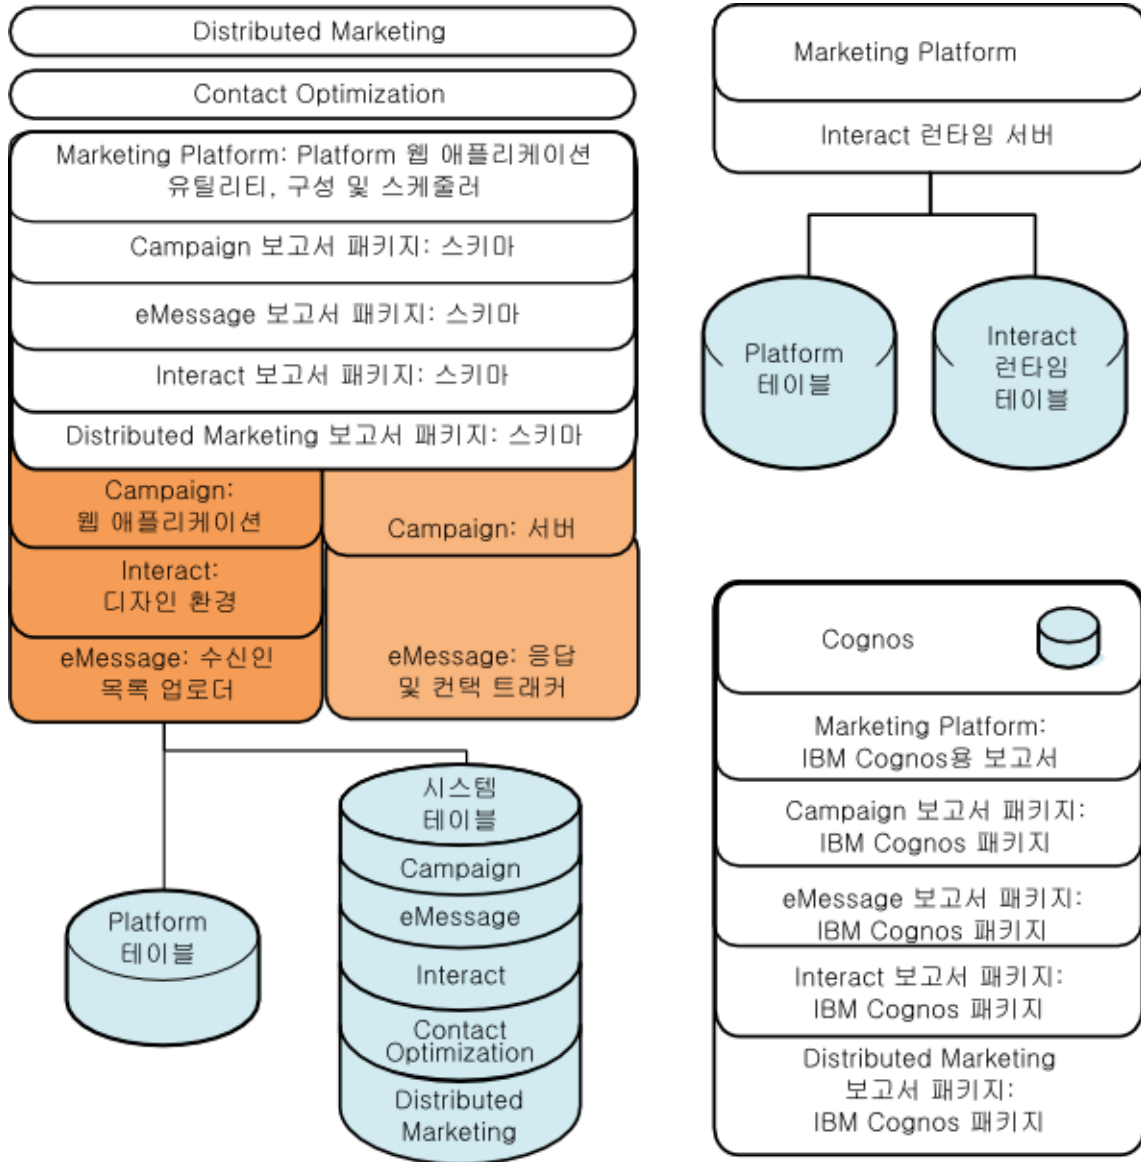 Distributed Marketing
Contact Optimization
Marketing Platform: Platform 웹 애플리케이션
유틸리티, 구성 및 스케줄러
Campaign 보고서 패키지: 스키마
eMessage 보고서 패키지: 스키마
Interact 보고서 패키지: 스키마
Distributed Marketing 보고서 패키지: 스키마
Campaign:
웹 애플리케이션
Campaign: 서버
Interact:
디자인 환경
eMessage: 수신인
목록 업로더
eMessage: 응답
및 컨택 트래커
Platform
테이블
시스템
테이블
Campaign
eMessage
Interact
Contact
Optimization
Distributed
Marketing
Marketing Platform
Interact 런타임 서버
Platform
테이블
Interact
런타임
테이블
Cognos
Marketing Platform:
IBM Cognos용 보고서
Campaign 보고서 패키지:
IBM Cognos 패키지
eMessage 보고서 패키지:
IBM Cognos 패키지
Interact 보고서 패키지:
IBM Cognos 패키지
Distributed Marketing
보고서 패키지:
IBM Cognos 패키지